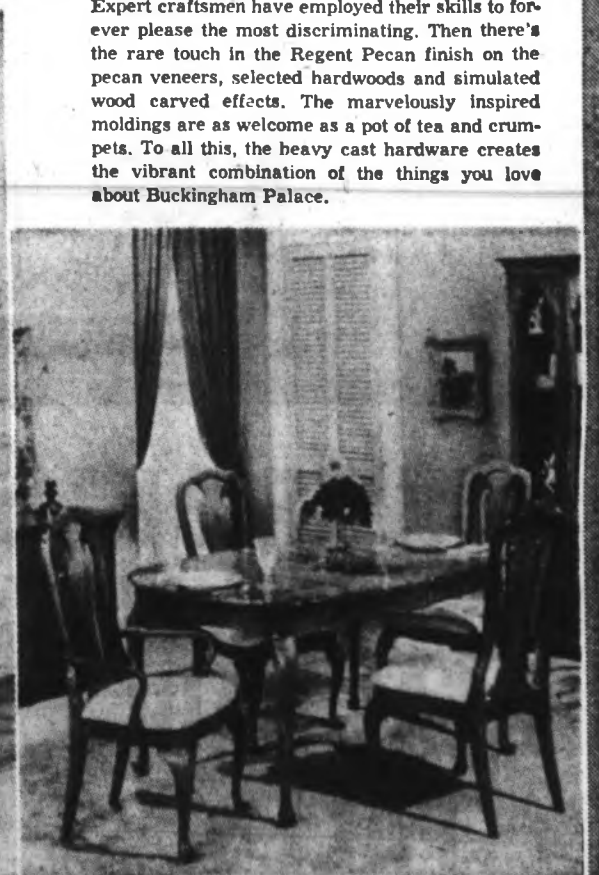 Expert craftsmen have employed their skills to for-
ever please the most discriminating. Then there's
the rare touch in the Regent Pecan finish on the
pecan veneers, selected hardwoods and simulated
wood carved effects. The marvelously inspired
moldings are as welcome as a pot of tea and crum-
pets. To all this, the heavy cast hardware creates
the vibrant combination of the things you love
about Buckingham Palace.